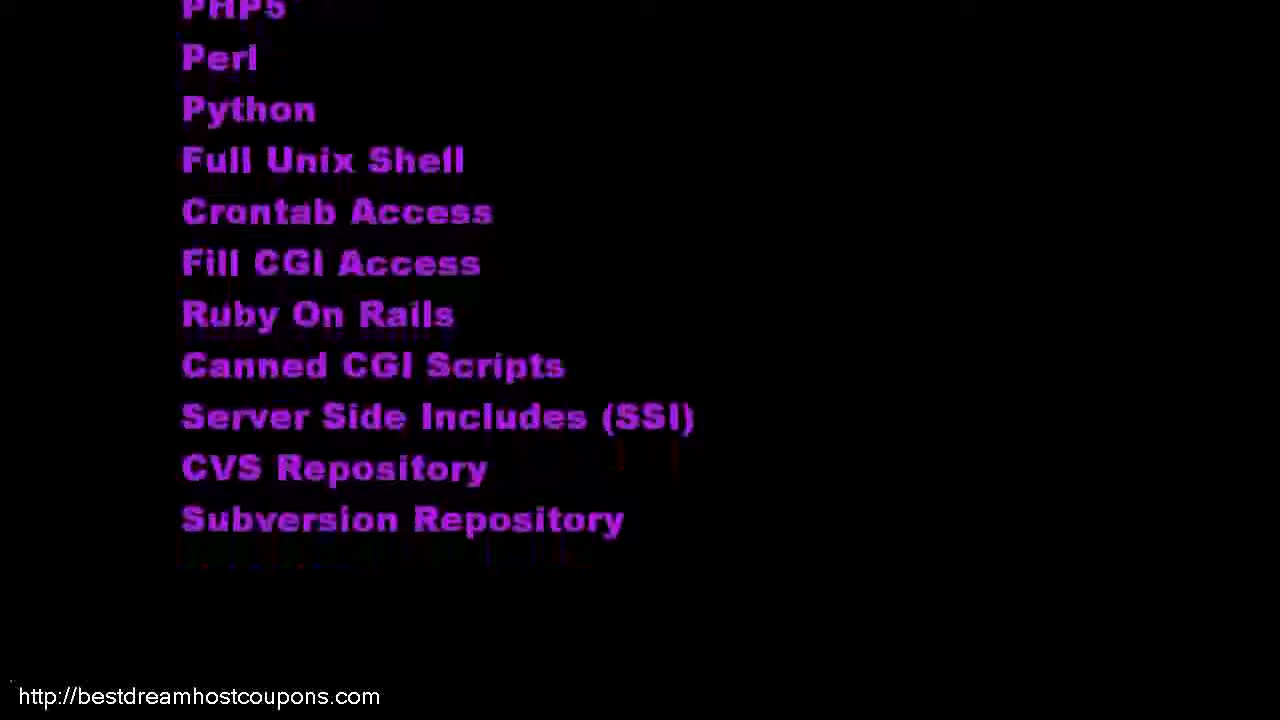 PHP5
Perl
Python
Full Unix Shell
Crontab Access
Fill CGI Access
Ruby On Rails
Canned CGI Scripts
Server Side Includes (SSI)
CVS Repository
Subversion Repository
http://bestdreamhostcoupons.com